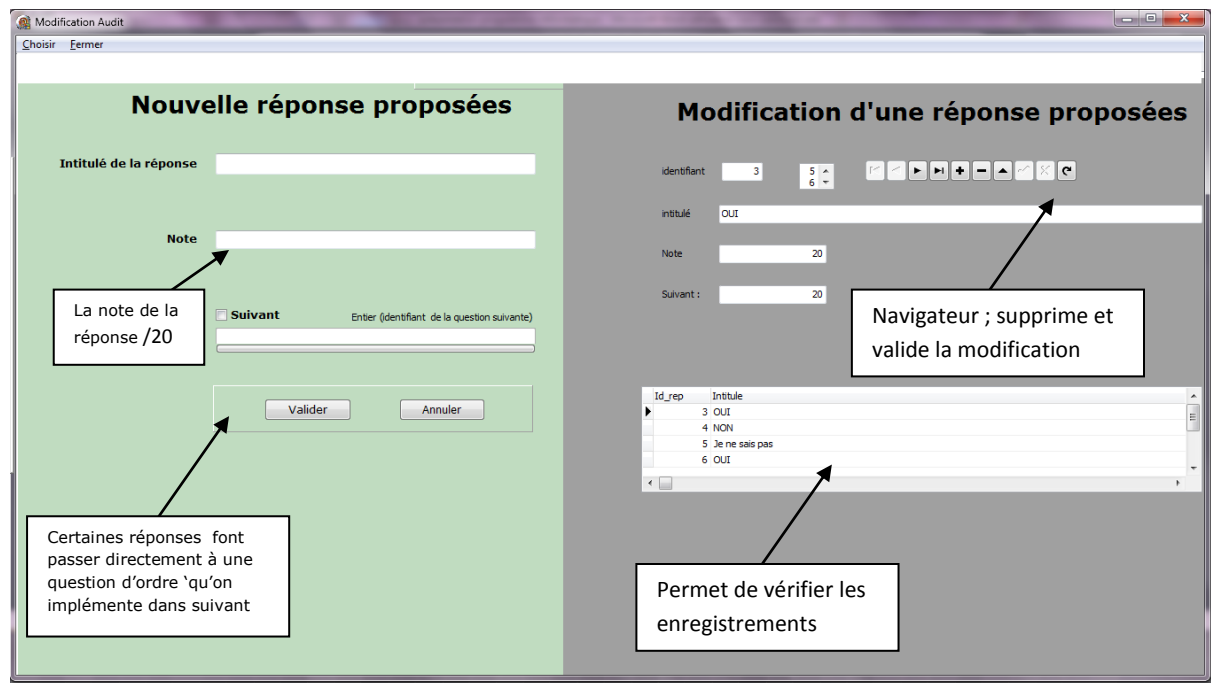 Modification Audit
Choisir Fermer
Nouvelle réponse proposées
Intitulé de la réponse
Note
La note de la
réponse /20
Suivant
Entier (identifiant de la question suivante)
Valider Annuler
Certaines réponses font
passer directement à une
question d'ordre ‘qu'on
implémente dans suivant
Modification d'une réponse proposées
identifiant 3 5
6
intitulé OUI
Note 20
Suivant : 20
Navigateur ; supprime et
valide la modification
Id_rep Intitule
3 OUI
4 NON
5 Je ne sais pas
6 OUI
Permet de vérifier les
enregistrements